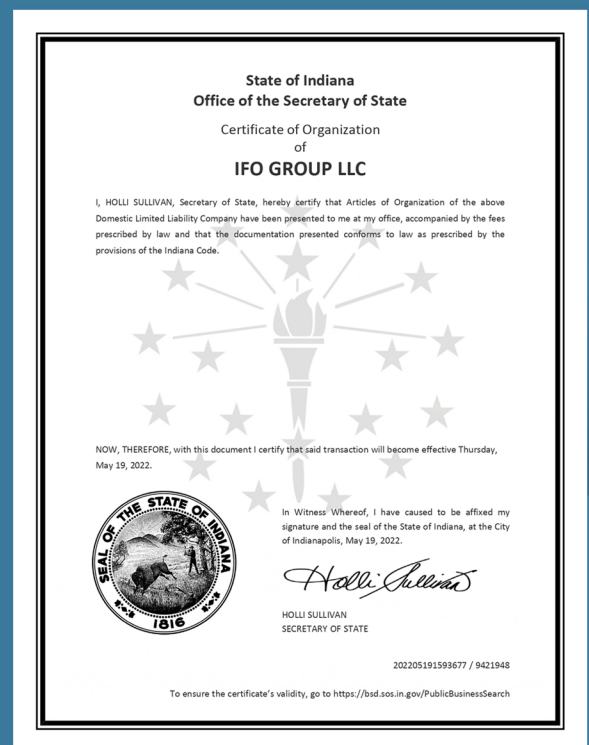 State of Indiana
Office of the Secretary of State
Certificate of Organization
of
IFO GROUP LLC
I, HOLLI SULLIVAN, Secretary of State, hereby certify that Articles of Organization of the above
Domestic Limited Liability Company have been presented to me at my office, accompanied by the fees
prescribed by law and that the documentation presented conforms to law as prescribed by the
provisions of the Indiana Code.
NOW, THEREFORE, with this document I certify that said transaction will become effective Thursday,
May 19, 2022.
SEAL OF THE STATE OF INDIANA
1816
In Witness Whereof, I have caused to be affixed my
signature and the seal of the State of Indiana, at the City
of Indianapolis, May 19, 2022.
Holli Sullivan
HOLLI SULLIVAN
SECRETARY OF STATE
202205191593677 / 9421948
To ensure the certificate's validity, go to https://bsd.sos.in.gov/PublicBusinessSearch